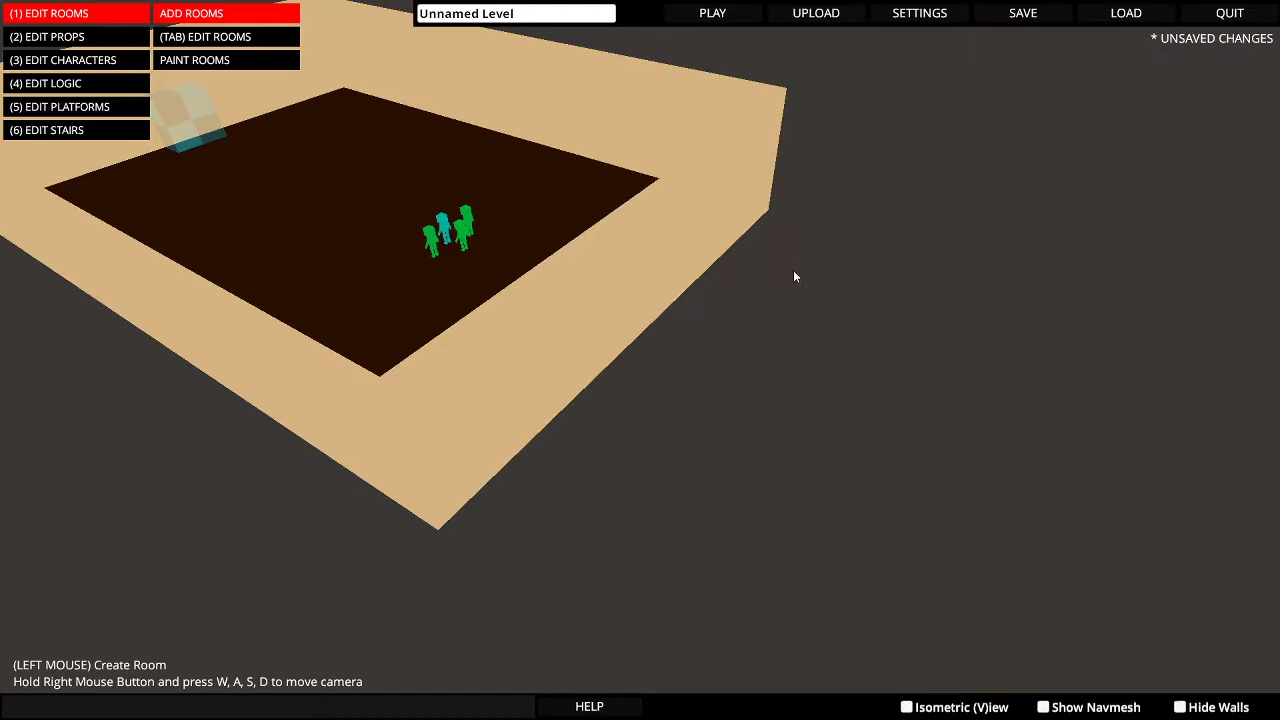 (1) EDIT ROOMS
ADD ROOMS
Unnamed Level
PLAY
UPLOAD
SETTINGS
SAVE
LOAD
QUIT
(2) EDIT PROPS
(TAB) EDIT ROOMS
* UNSAVED CHANGES
(3) EDIT CHARACTERS
PAINT ROOMS
(4) EDIT LOGIC
(5) EDIT PLATFORMS
(6) EDIT STAIRS
(LEFT MOUSE) Create Room
Hold Right Mouse Button and press W, A, S, D to move camera
HELP
Isometric (V)iew
Show Navmesh
Hide Walls